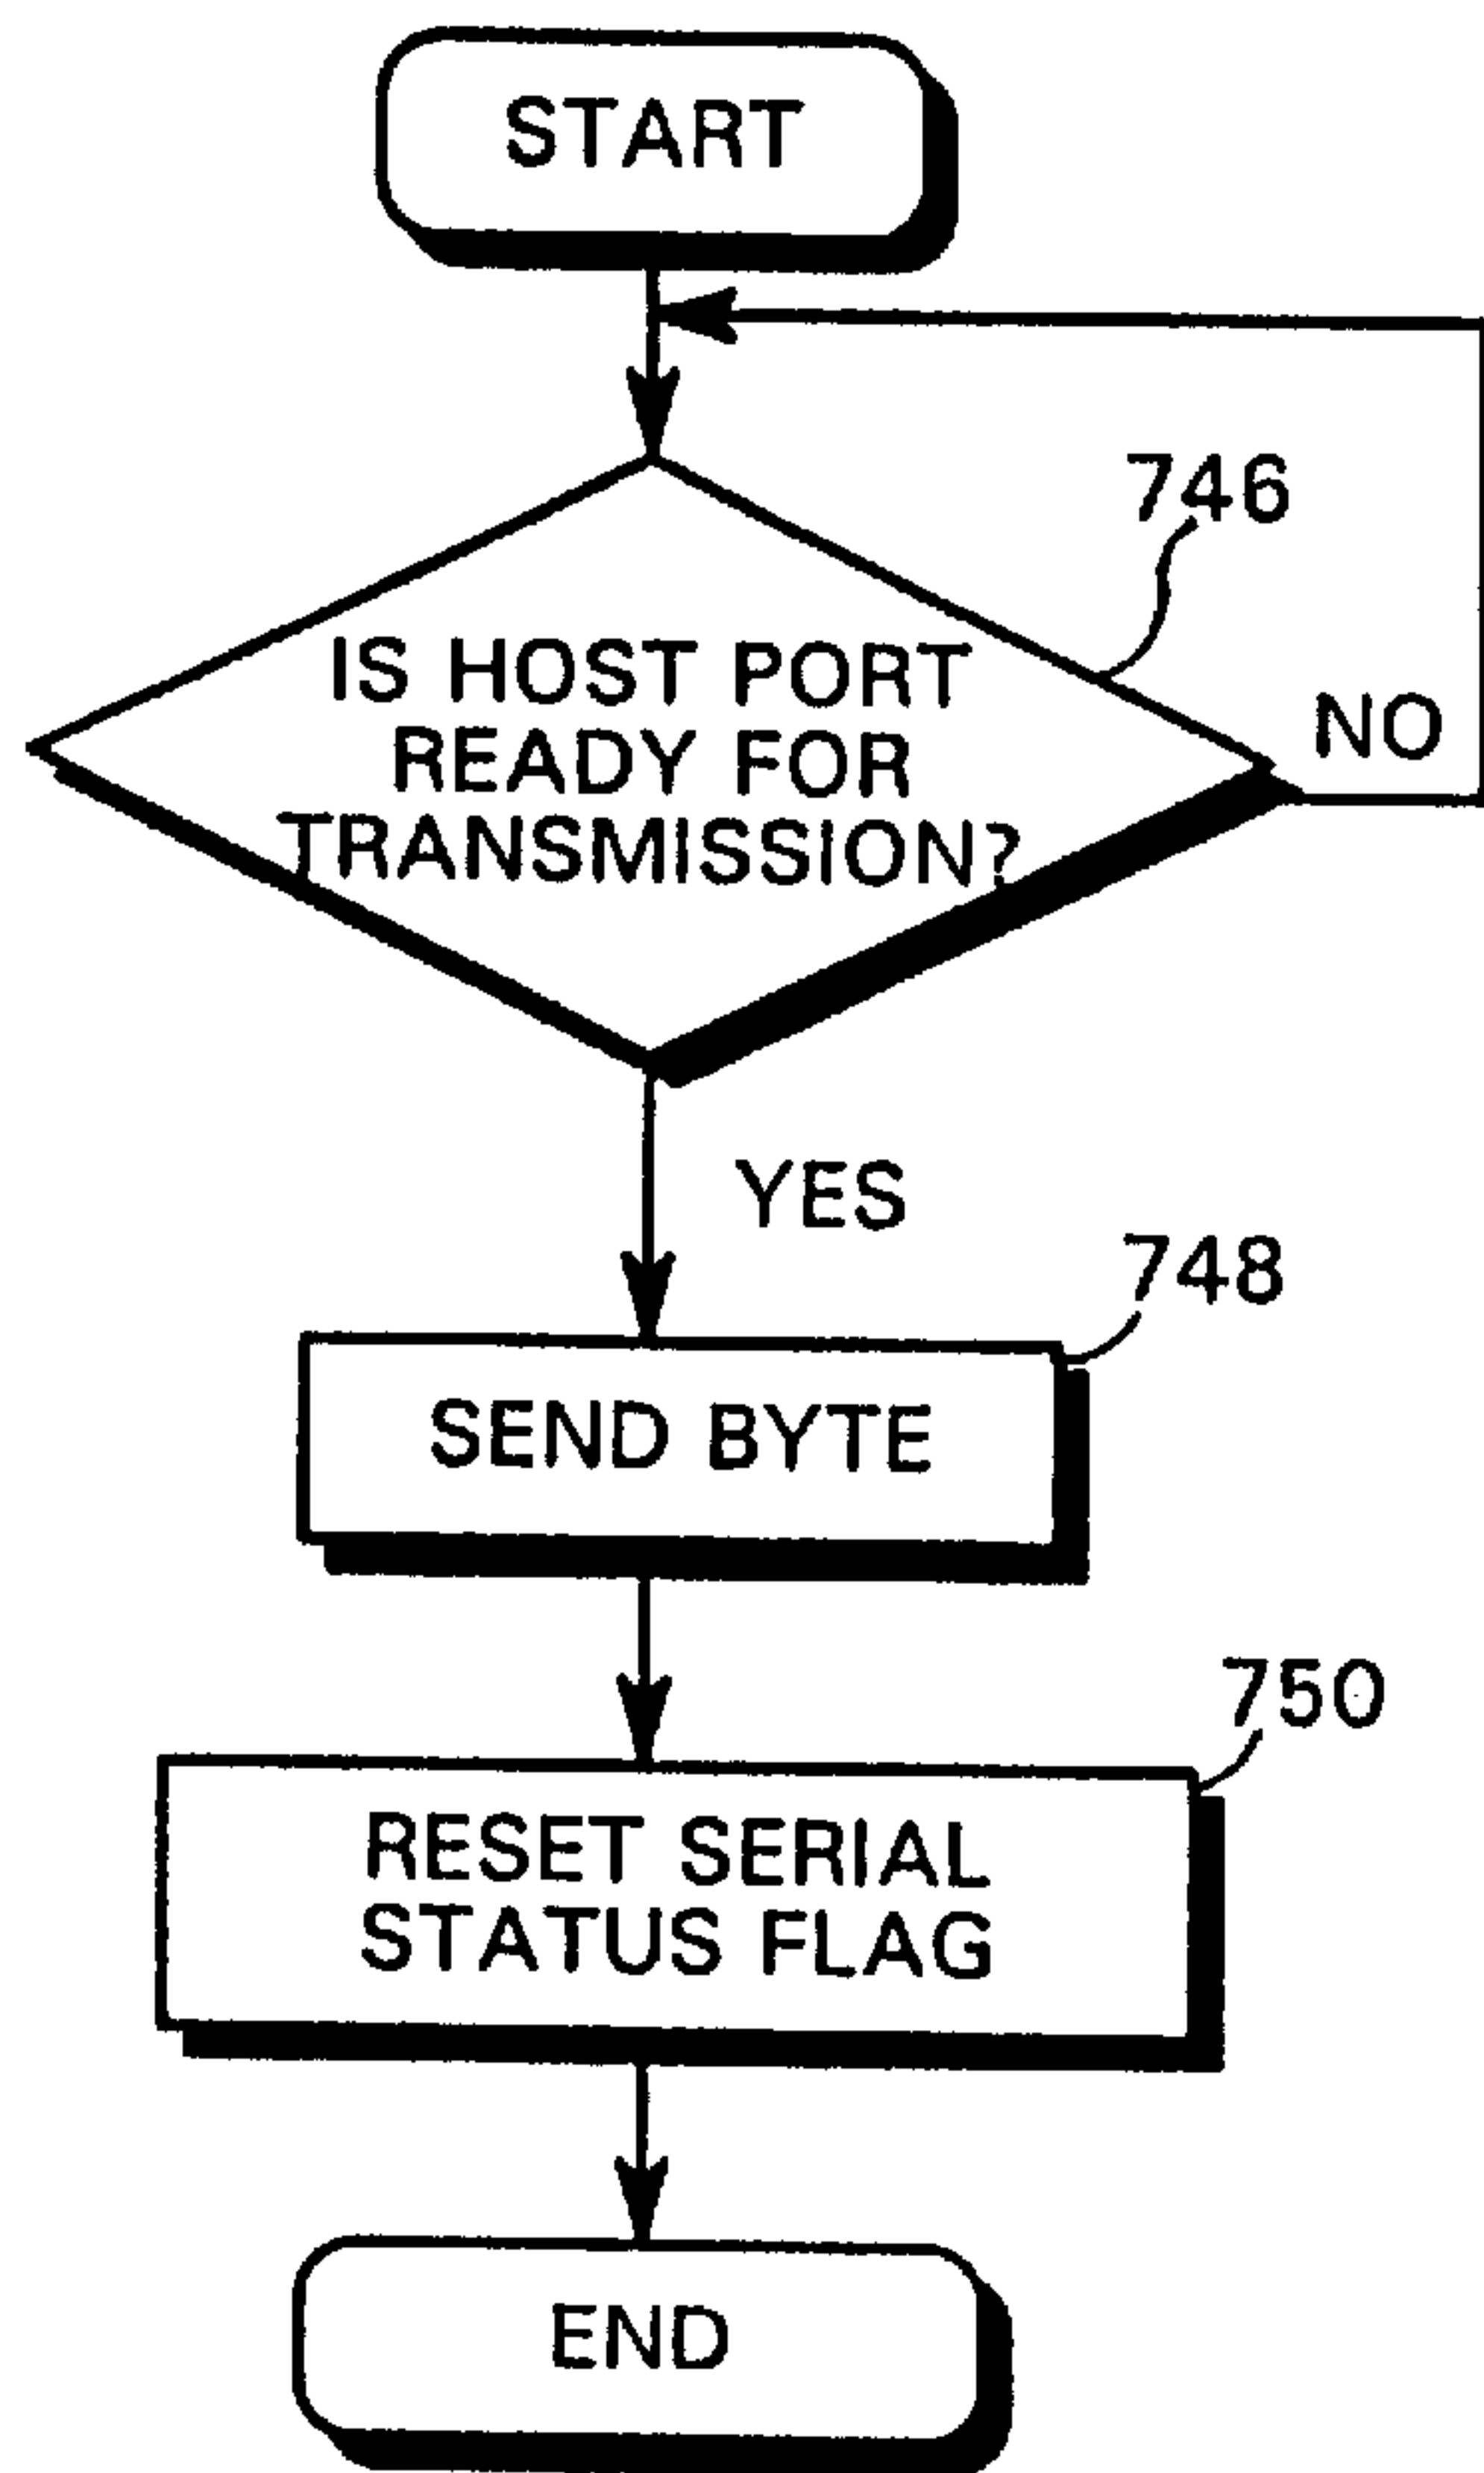 START
746
IS HOST PORT
READY FOR
TRANSMISSION?
NO
YES
748
SEND BYTE
750
RESET SERIAL
STATUS FLAG
END